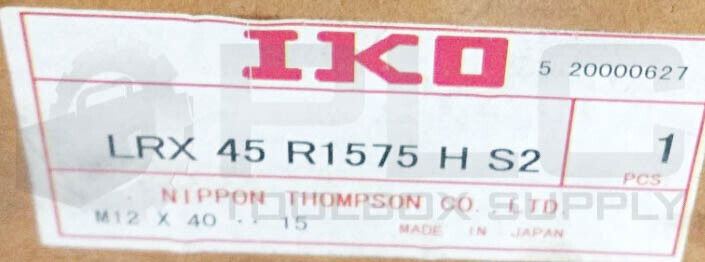 IKO
5 20000627
LRX 45 R1575 H S2
1
PCS
NIPPON THOMPSON CO. LTD.
M12 X 40 ‥ 15
MADE IN JAPAN
PLC
TOOLBOX SUPPLY